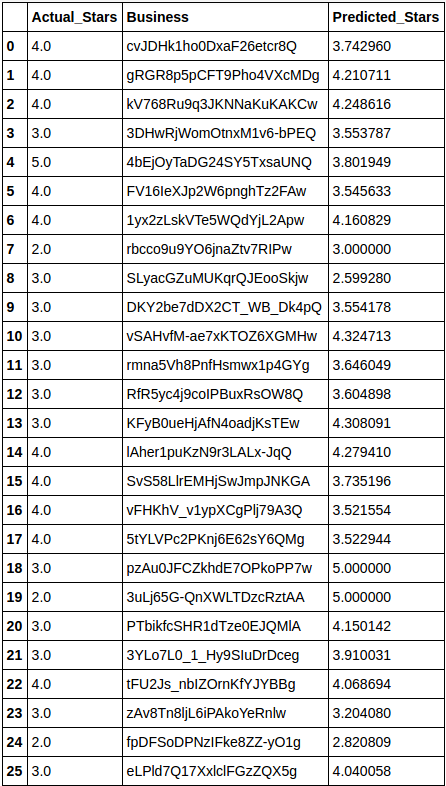 Actual_Stars Business Predicted_Stars
0 4.0 cvJDHk1ho0DxaF26etcr8Q 3.742960
1 4.0 gRGR8p5pCFT9Pho4VXcMDg 4.210711
2 4.0 kV768Ru9q3JKNNaKuKAKCw 4.248616
3 3.0 3DHwRjWomOtnxM1v6-bPEQ 3.553787
4 5.0 4bEjOyTaDG24SY5TxsaUNQ 3.801949
5 4.0 FV16IeXJp2W6pnghTz2FAw 3.545633
6 4.0 1yx2zLskVTe5WQdYjL2Apw 4.160829
7 2.0 rbcco9u9YO6jnaZtv7RIPw 3.000000
8 3.0 SLyacGZuMUKqrQJEooSkjw 2.599280
9 3.0 DKY2be7dDX2CT_WB_Dk4pQ 3.554178
10 3.0 vSAHvfM-ae7xKTOZ6XGMHw 4.324713
11 3.0 rmna5Vh8PnfHsmwx1p4GYg 3.646049
12 3.0 RfR5yc4j9coIPBuxRsOW8Q 3.604898
13 3.0 KFyB0ueHjAfN4oadjKsTEw 4.308091
14 4.0 lAher1puKzN9r3LALx-JqQ 4.279410
15 4.0 SvS58LlrEMHjSwJmpJNKGA 3.735196
16 4.0 vFHKhV_v1ypXCgPlj79A3Q 3.521554
17 4.0 5tYLVPc2PKnj6E62sY6QMg 3.522944
18 3.0 pzAu0JFCZkhdE7OPkoPP7w 5.000000
19 2.0 3uLj65G-QnXWLTDzcRztAA 5.000000
20 3.0 PTbikfcSHR1dTze0EJQMlA 4.150142
21 3.0 3YLo7L0_1_Hy9SIuDrDceg 3.910031
22 4.0 tFU2Js_nbIZOrnKfYJYBBg 4.068694
23 3.0 zAv8Tn8ljL6iPAkoYeRnlw 3.204080
24 2.0 fpDFSoDPNzIFke8ZZ-yO1g 2.820809
25 3.0 eLPld7Q17XxlclFGzZQX5g 4.040058